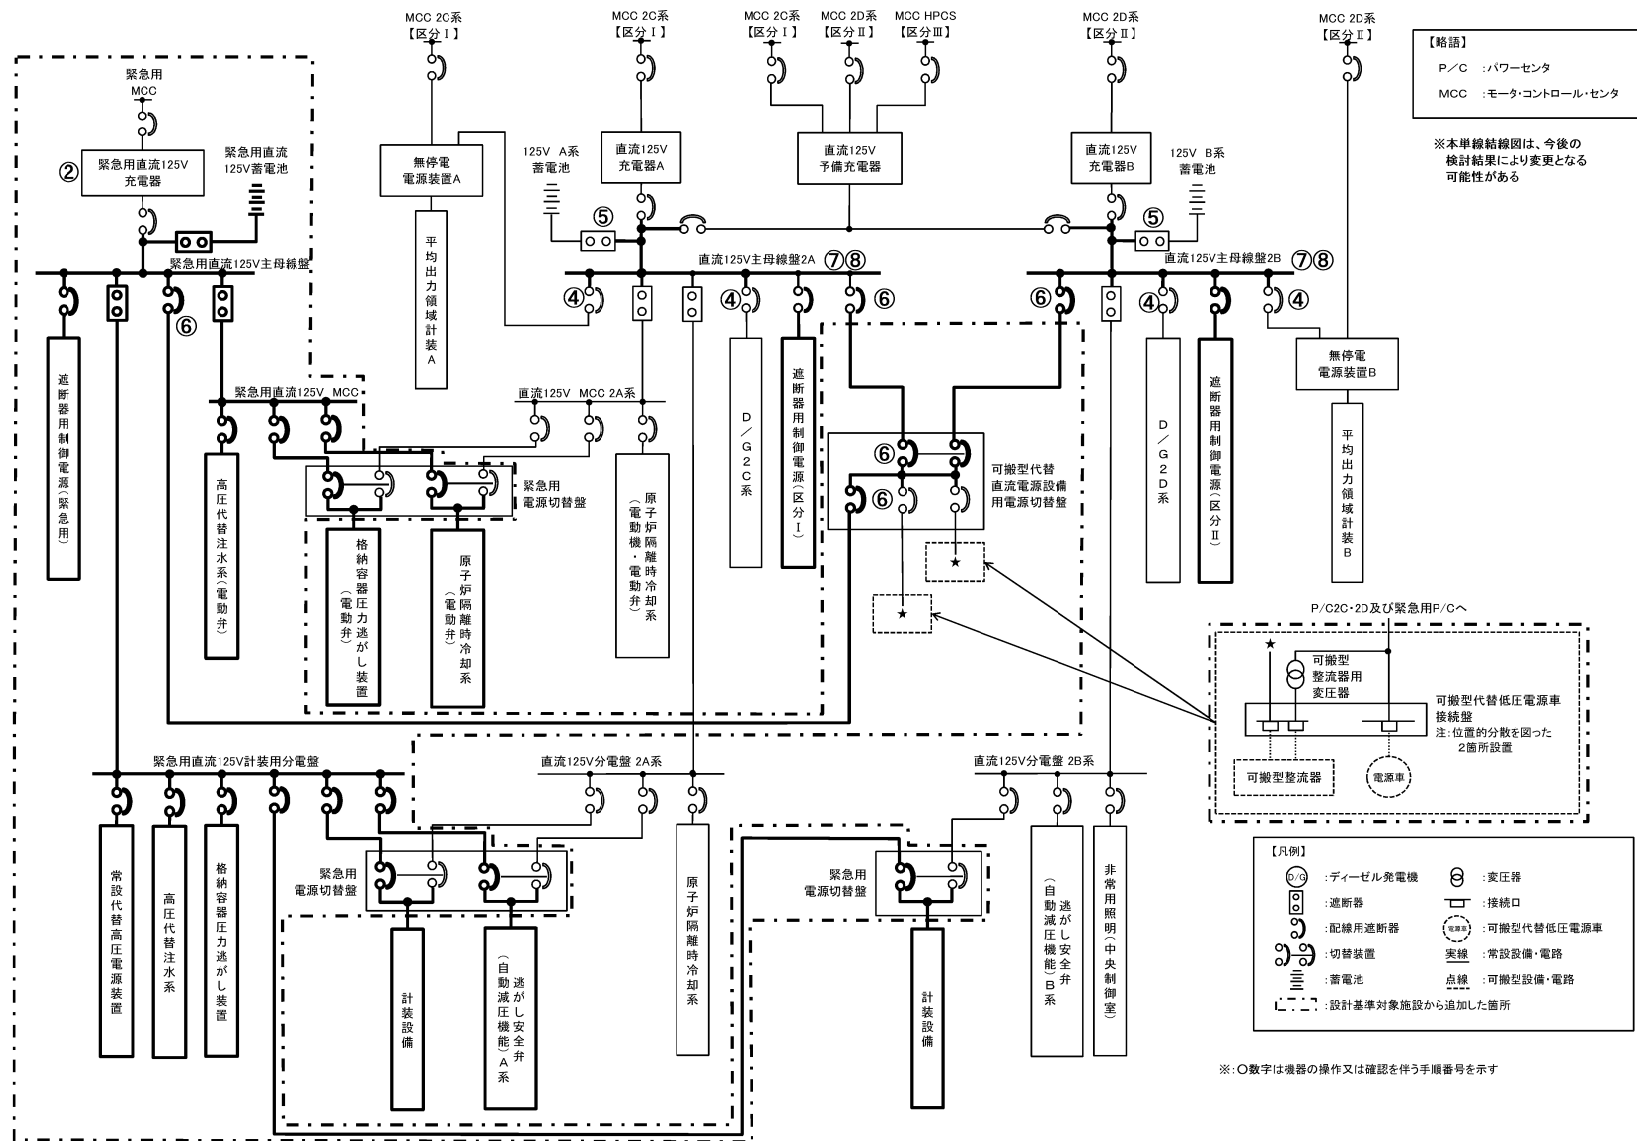 MCC 2C系
【区分Ⅰ】
MCC 2C系
【区分Ⅰ】
MCC 2C系
【区分Ⅰ】
MCC 2D系
【区分Ⅱ】
MCC HPCS
【区分Ⅲ】
MCC 2D系
【区分Ⅱ】
MCC 2D系
【区分Ⅱ】
【略語】
P/C :パワーセンタ
MCC :モータ・コントロール・センタ
※本単線結線図は、今後の
検討結果により変更となる
可能性がある
緊急用
MCC
②
緊急用直流125V
充電器
緊急用直流
125V蓄電池
無停電
電源装置A
125V A系
蓄電池
直流125V
充電器A
直流125V
予備充電器
直流125V
充電器B
125V B系
蓄電池
⑤
⑤
緊急用直流125V主母線盤
直流125V主母線盤2A
⑦⑧
直流125V主母線盤2B
⑦⑧
⑥
④
④
⑥
⑥
④
④
平均出力領域計装A
遮断器用制御電源(緊急用)
緊急用直流125V MCC
直流125V MCC 2A系
D/G2C系
遮断器用制御電源(区分Ⅰ)
D/G2D系
遮断器用制御電源(区分Ⅱ)
無停電
電源装置B
平均出力領域計装B
高圧代替注水系(電動弁)
緊急用
電源切替盤
格納容器圧力逃がし装置
(電動弁)
原子炉隔離時冷却系
(電動弁)
原子炉隔離時冷却系
(電動機・電動弁)
⑥
⑥
可搬型代替
直流電源設備
用電源切替盤
★
★
P/C2C・2D及び緊急用P/Cへ
★
可搬型
整流器用
変圧器
可搬型代替低圧電源車
接続盤
注:位置的分散を図った
2箇所設置
可搬型整流器
電源車
緊急用直流125V計装用分電盤
直流125V分電盤 2A系
直流125V分電盤 2B系
常設代替高圧電源装置
高圧代替注水系
格納容器圧力逃がし装置
緊急用
電源切替盤
計装設備
逃がし安全弁
(自動減圧機能)A系
原子炉隔離時冷却系
緊急用
電源切替盤
計装設備
逃がし安全弁
(自動減圧機能)B系
非常用照明(中央制御室)
【凡例】
D/G :ディーゼル発電機
:変圧器
:遮断器
:接続口
:配線用遮断器
電源車 :可搬型代替低圧電源車
:切替装置
実線 :常設設備・電路
:蓄電池
点線 :可搬型設備・電路
:設計基準対象施設から追加した箇所
※:○数字は機器の操作又は確認を伴う手順番号を示す